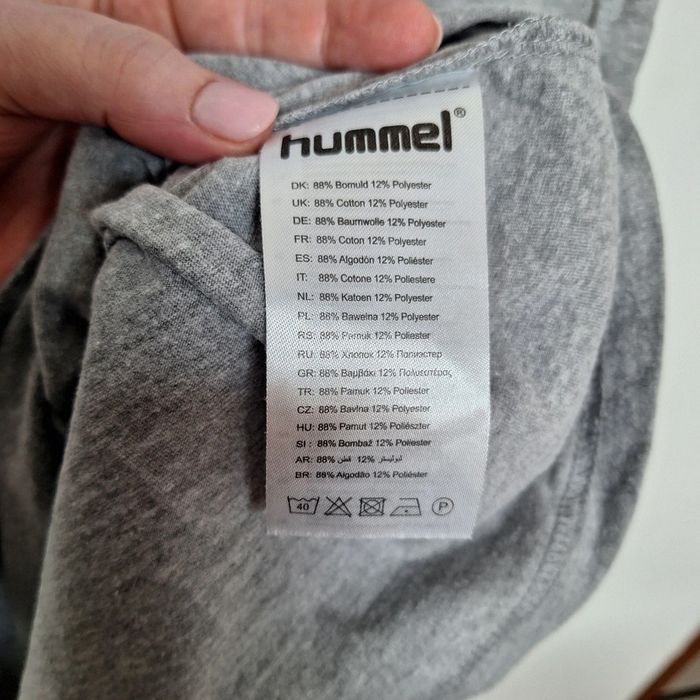 hummel®
DK: 88% Bomuld 12% Polyester
UK: 88% Cotton 12% Polyester
DE: 88% Baumwolle 12% Polyester
FR: 88% Coton 12% Polyester
ES: 88% Algodón 12% Poliéster
IT: 88% Cotone 12% Poliestere
NL: 88% Katoen 12% Polyester
PL: 88% Bawełna 12% Polyester
RS: 88% Pamuk 12% Poliester
RU: 88% Хлопок 12% Полиэстер
GR: 88% Βαμβάκι 12% Πολυεστέρας
TR: 88% Pamuk 12% Poliester
CZ: 88% Bavlna 12% Polyester
HU: 88% Pamut 12% Poliészter
SI: 88% Bombaž 12% Poliester
AR: 88% قطن 12% بوليستر
BR: 88% Algodão 12% Poliéster
40 P